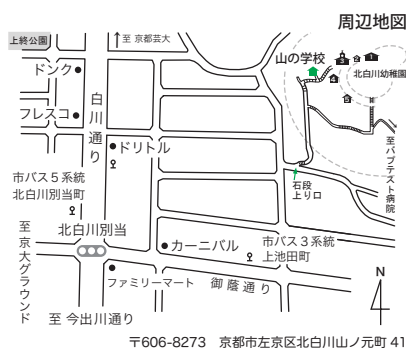 周辺地図
上終公園
至 京都芸大
山の学校
北白川幼稚園
ドンク
フレスコ
白川通り
ドリトル
至バプテスト病院
市バス5系統
北白川別当町
石段
上り口
北白川別当
カーニバル
市バス3系統
上池田町
至京大グラウンド
ファミリーマート
御蔭通り
N
至 今出川通り
〒606-8273 京都市左京区北白川山ノ元町 41